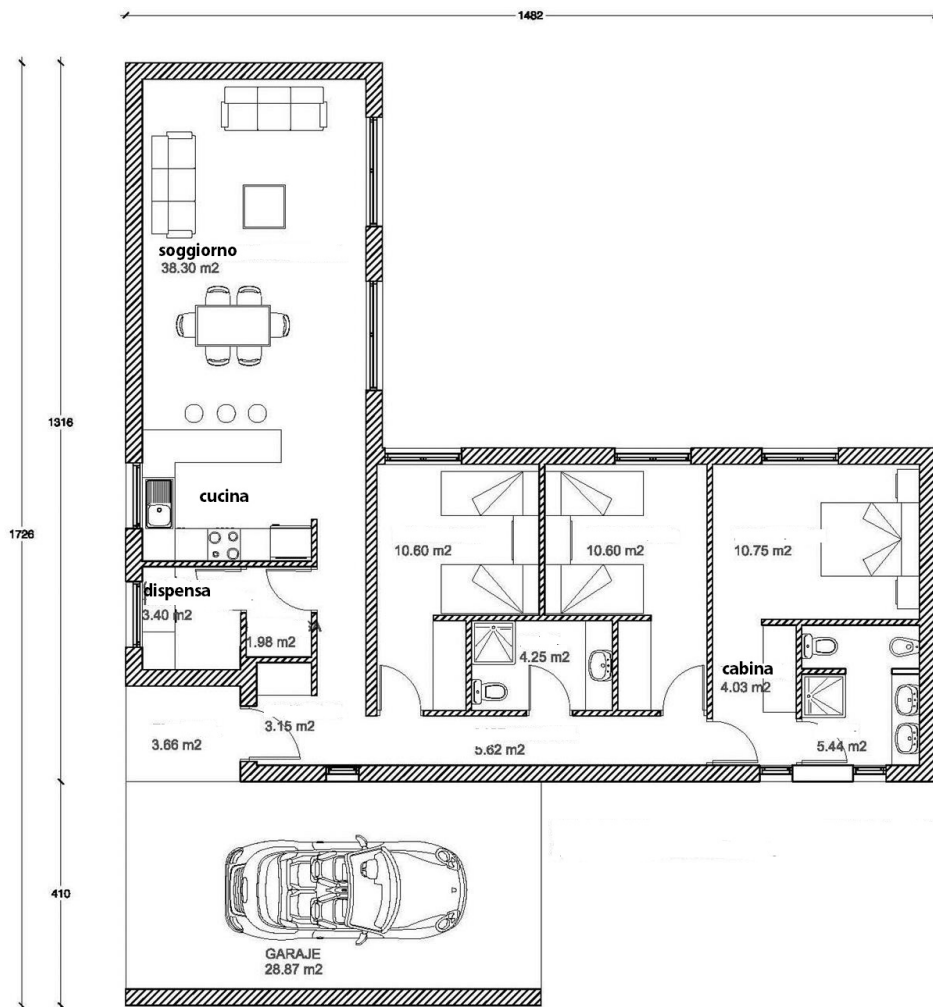 1482
soggiorno
38.30 m2
1316
1726
cucina
10.60 m2
10.60 m2
10.75 m2
dispensa
3.40 m2
1.98 m2
4.25 m2
cabina
4.03 m2
3.15 m2
3.66 m2
5.62 m2
5.44 m2
410
GARAJE
28.87 m2